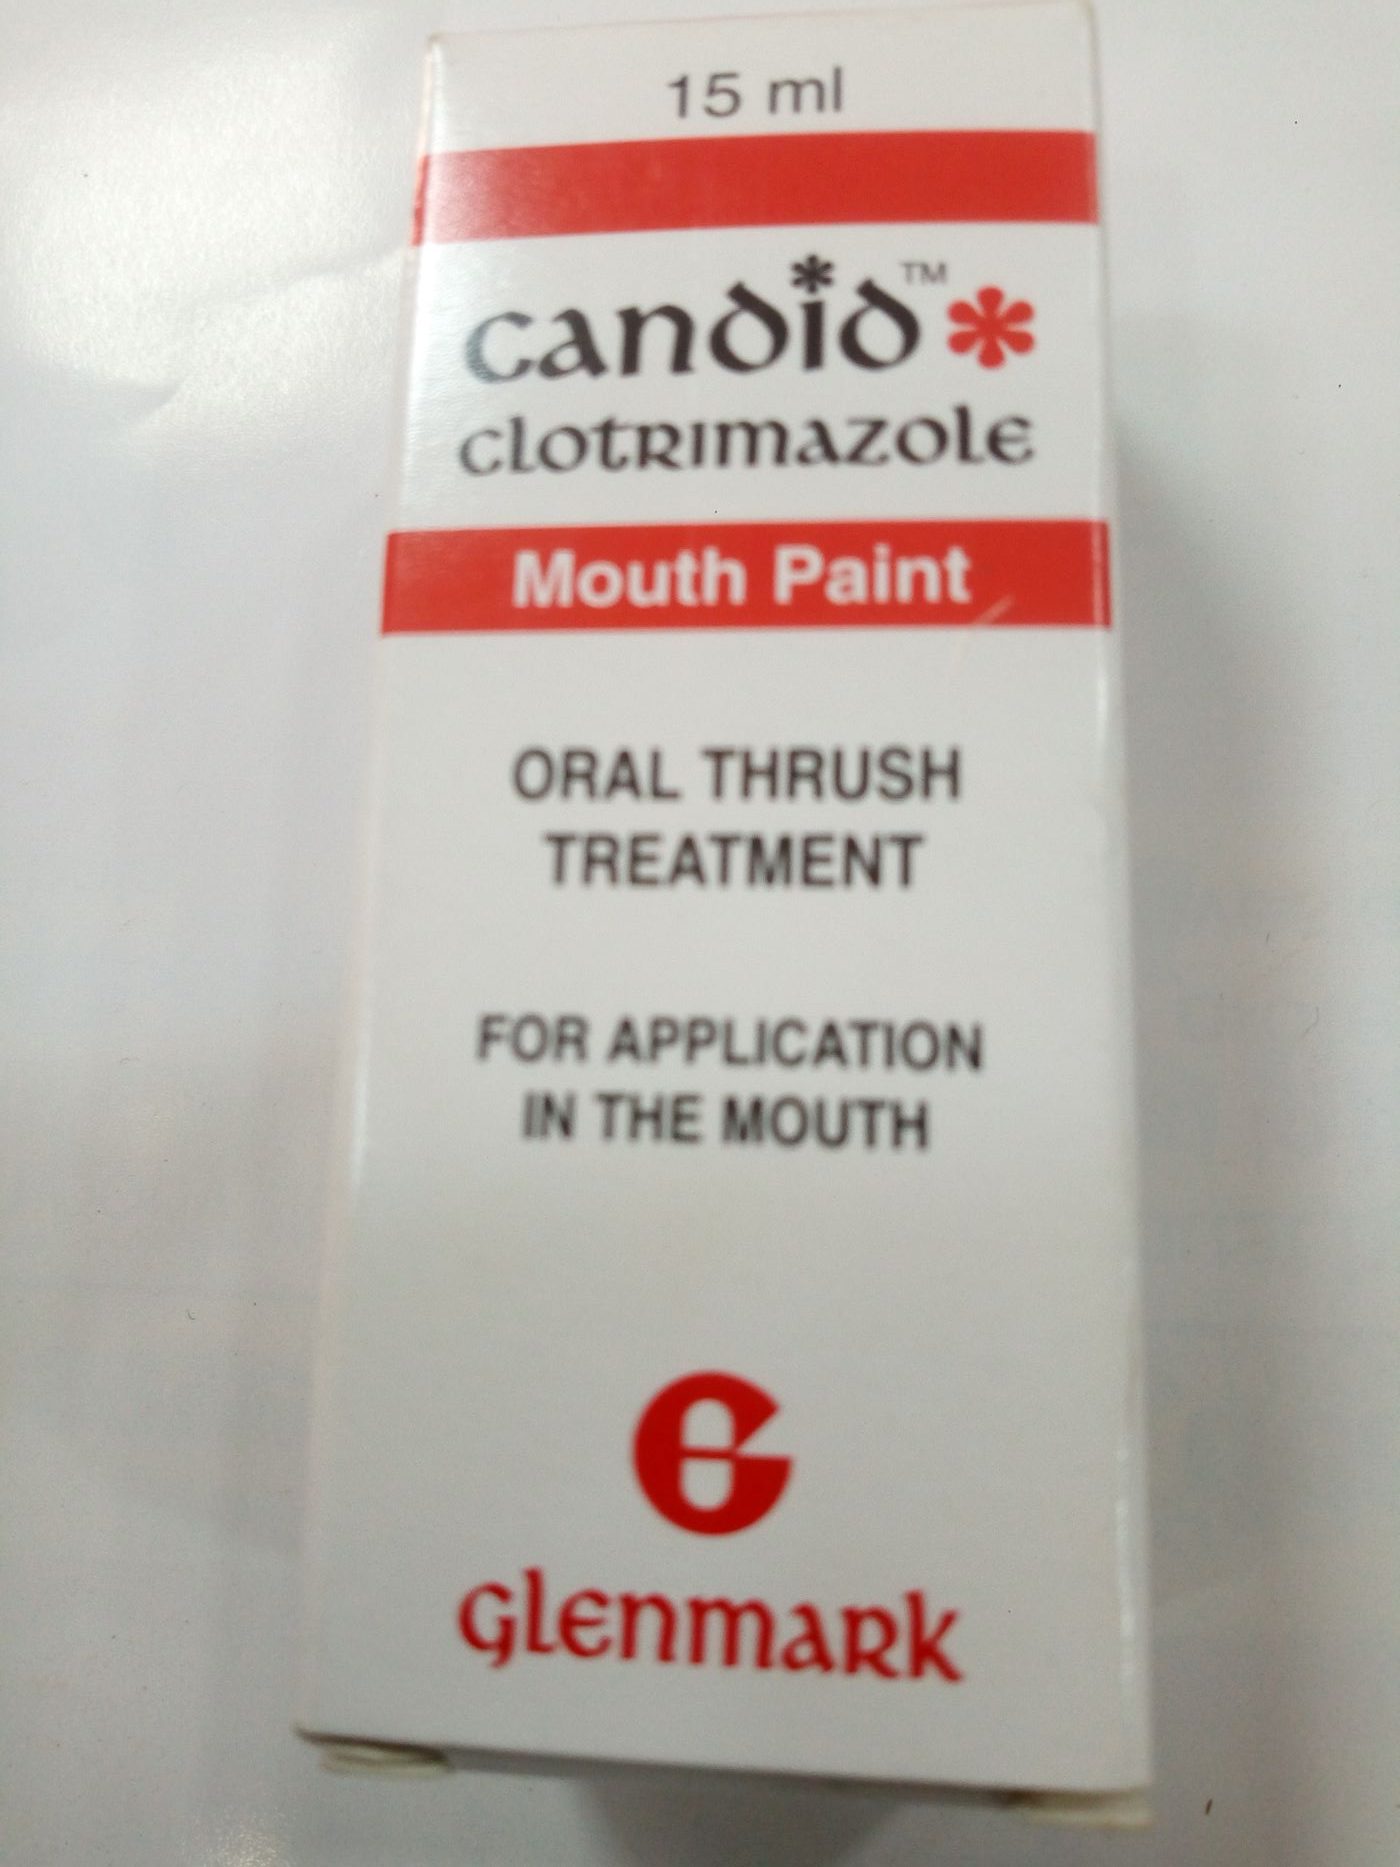 15 ml
candid™
clotrimazole
Mouth Paint
ORAL THRUSH
TREATMENT
FOR APPLICATION
IN THE MOUTH
Glenmark